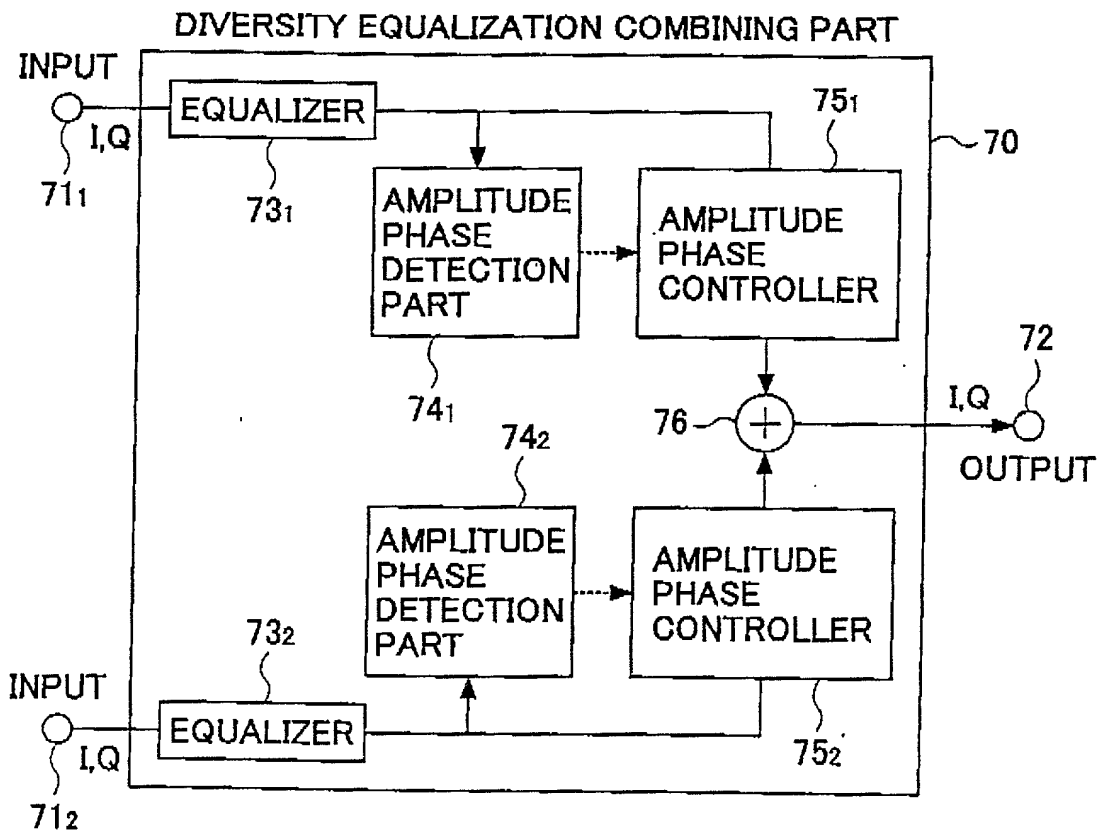 DIVERSITY EQUALIZATION COMBINING PART
INPUT
EQUALIZER
I,Q
71₁
73₁
75₁
70
AMPLITUDE
PHASE
DETECTION
PART
AMPLITUDE
PHASE
CONTROLLER
74₁
72
76
+
I,Q
OUTPUT
74₂
AMPLITUDE
PHASE
DETECTION
PART
AMPLITUDE
PHASE
CONTROLLER
73₂
INPUT
EQUALIZER
I,Q
75₂
71₂